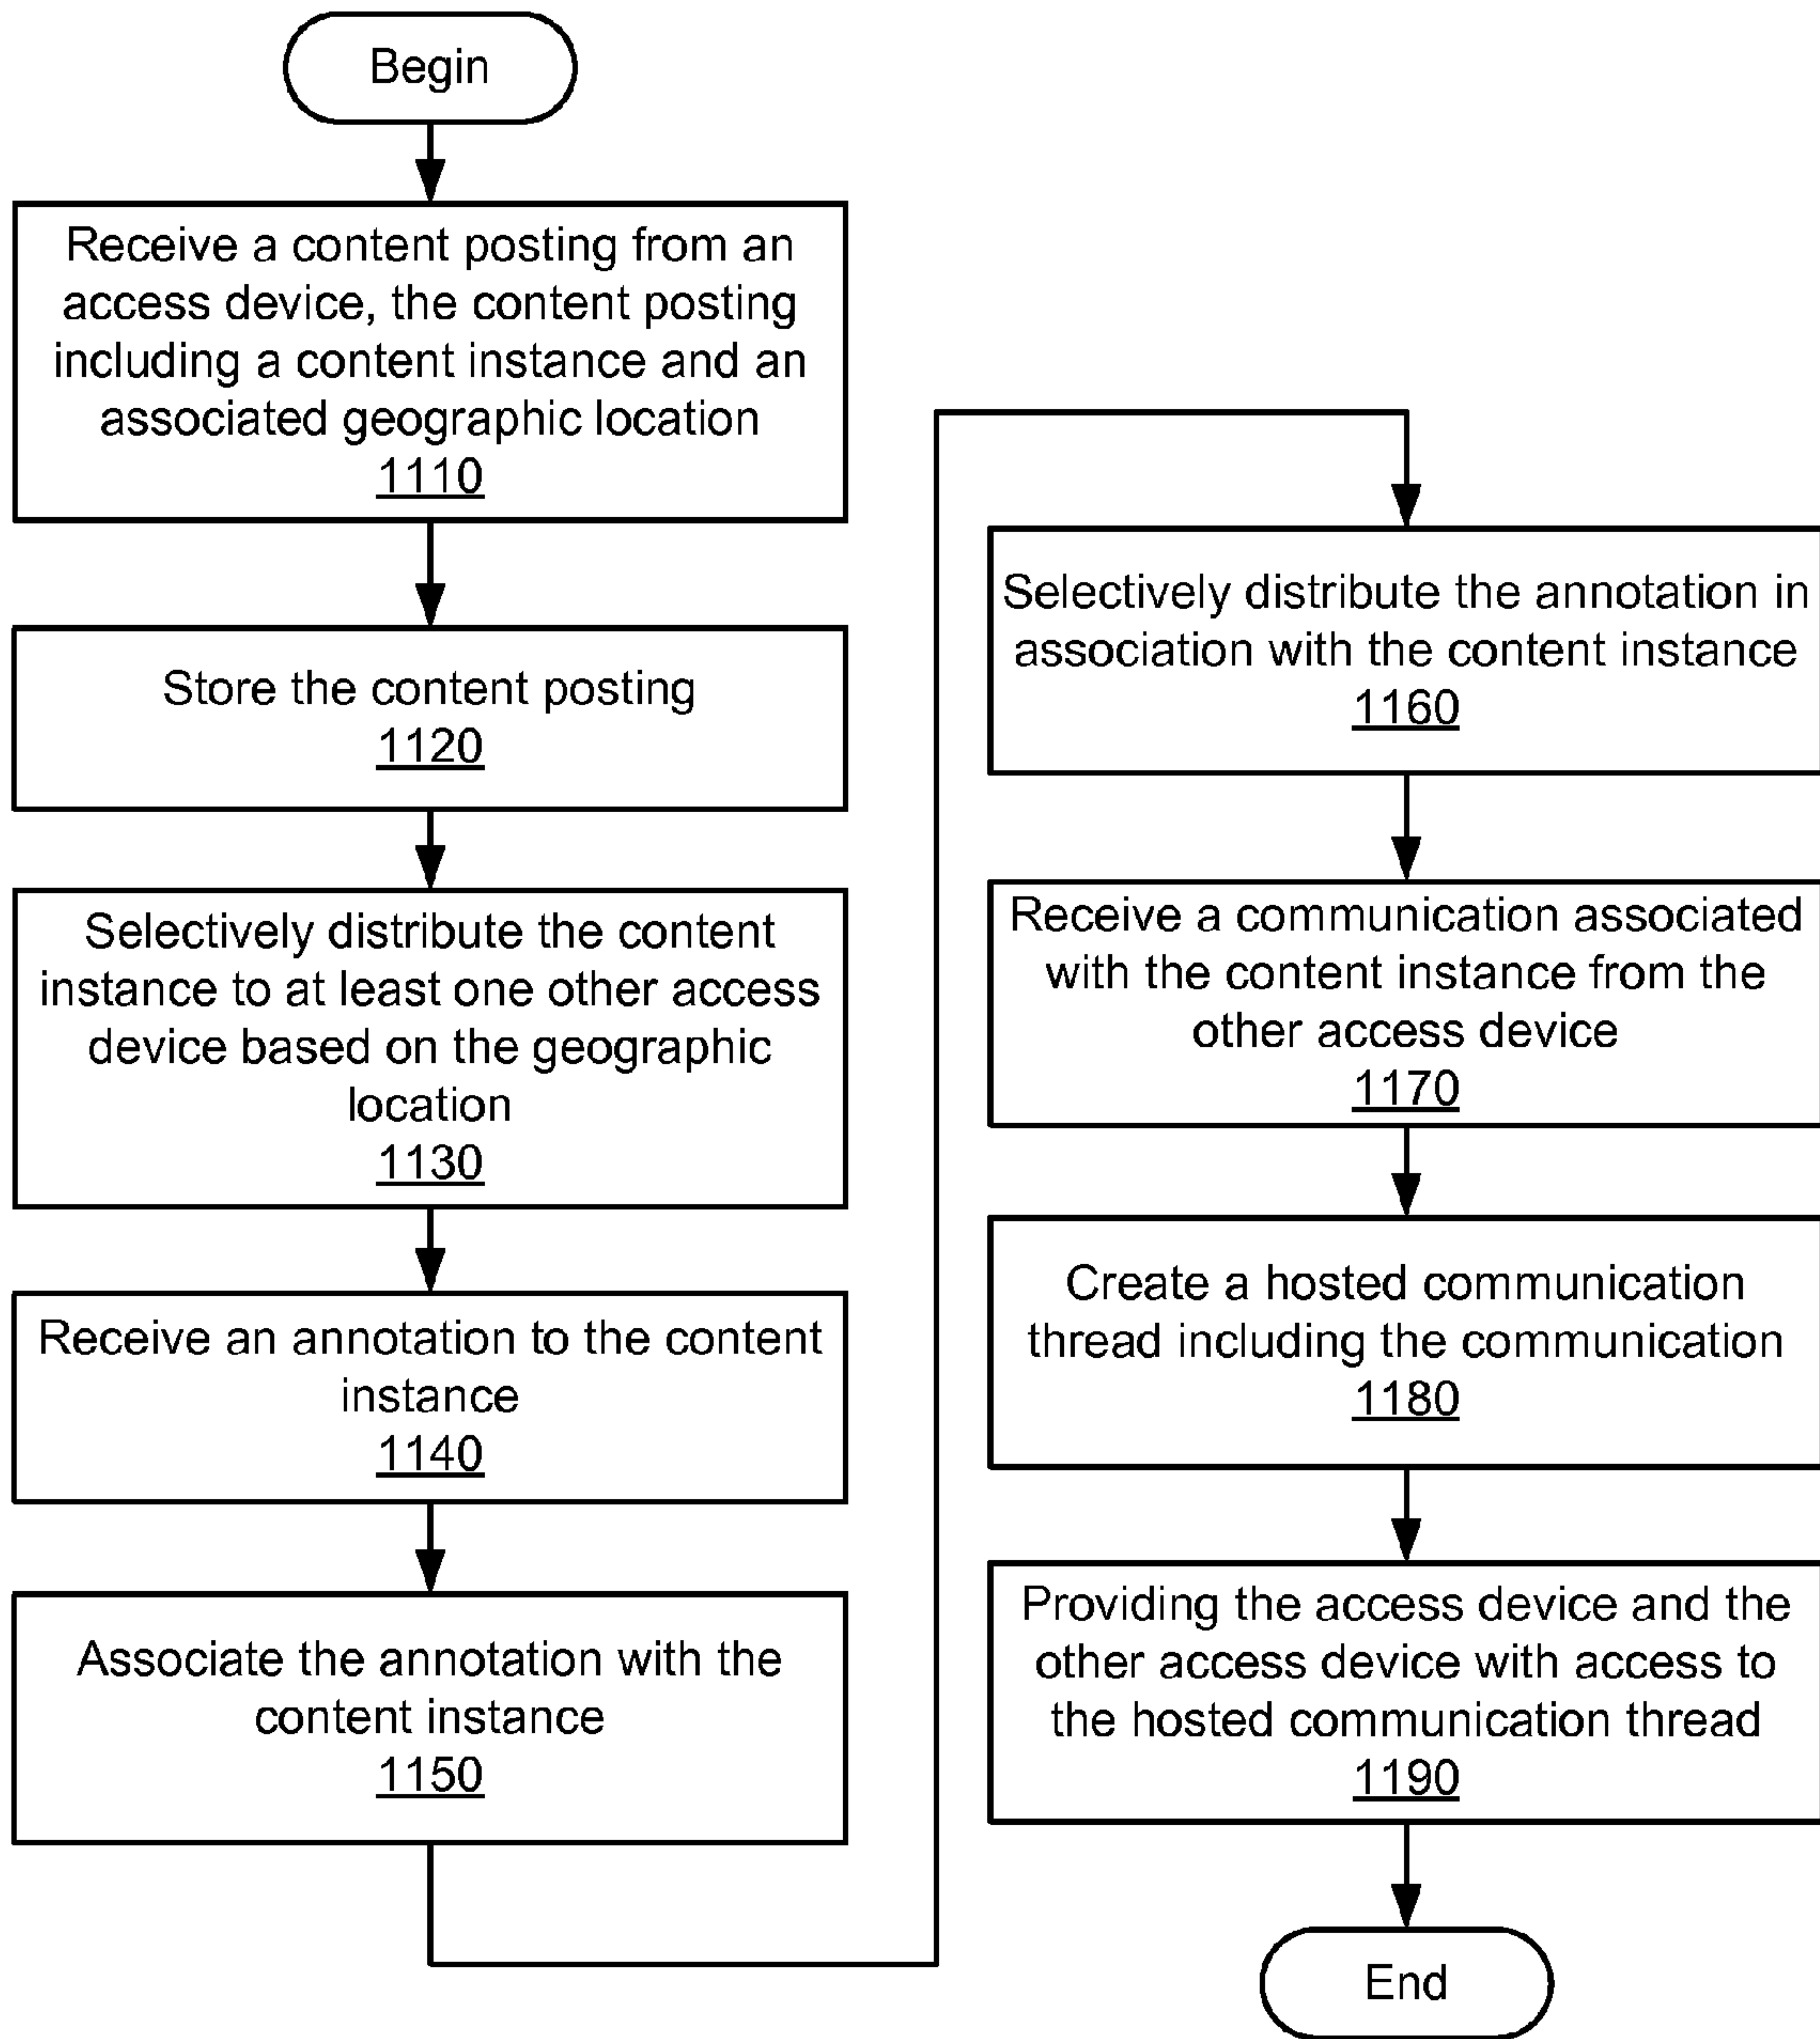 Begin
Receive a content posting from an
access device, the content posting
including a content instance and an
associated geographic location
1110
Store the content posting
1120
Selectively distribute the content
instance to at least one other access
device based on the geographic
location
1130
Receive an annotation to the content
instance
1140
Associate the annotation with the
content instance
1150
Selectively distribute the annotation in
association with the content instance
1160
Receive a communication associated
with the content instance from the
other access device
1170
Create a hosted communication
thread including the communication
1180
Providing the access device and the
other access device with access to
the hosted communication thread
1190
End